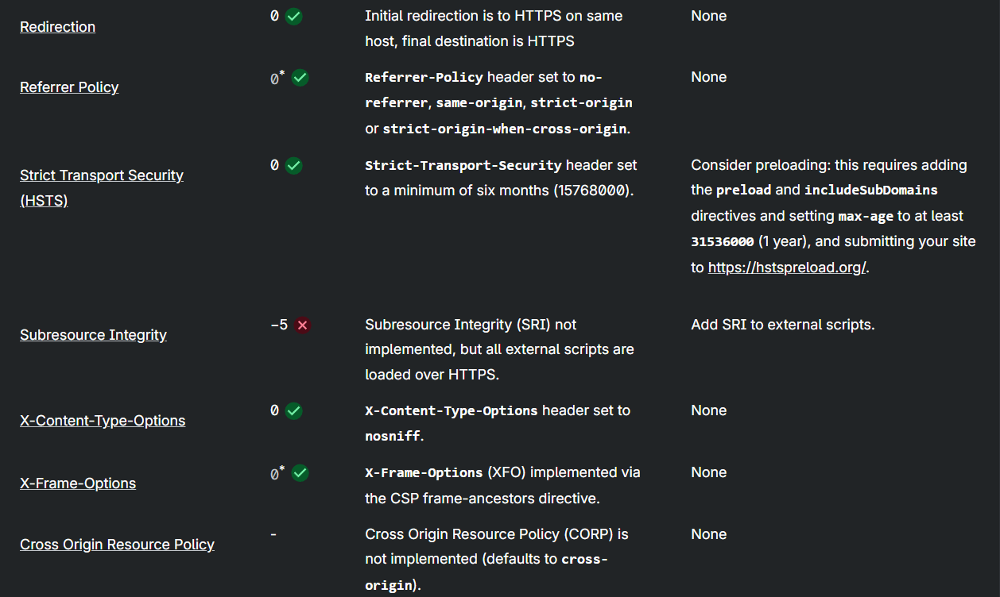 Redirection
0
Initial redirection is to HTTPS on same
host, final destination is HTTPS
None
Referrer Policy
0*
Referrer-Policy header set to no-
referrer, same-origin, strict-origin
or strict-origin-when-cross-origin.
None
Strict Transport Security
(HSTS)
0
Strict-Transport-Security header set
to a minimum of six months (15768000).
Consider preloading: this requires adding
the preload and includeSubDomains
directives and setting max-age to at least
31536000 (1 year), and submitting your site
to https://hstspreload.org/.
Subresource Integrity
−5
Subresource Integrity (SRI) not
implemented, but all external scripts are
loaded over HTTPS.
Add SRI to external scripts.
X-Content-Type-Options
0
X-Content-Type-Options header set to
nosniff.
None
X-Frame-Options
0*
X-Frame-Options (XFO) implemented via
the CSP frame-ancestors directive.
None
Cross Origin Resource Policy
-
Cross Origin Resource Policy (CORP) is
not implemented (defaults to cross-
origin).
None